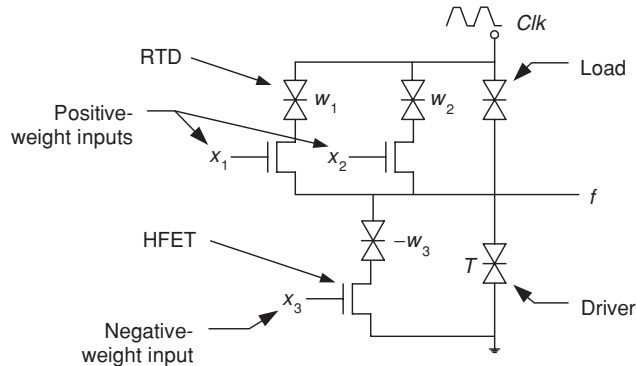 Clk
RTD
Load
w1
w2
Positive-
weight inputs
x1
x2
f
HFET
–w3
T
x3
Driver
Negative-
weight input